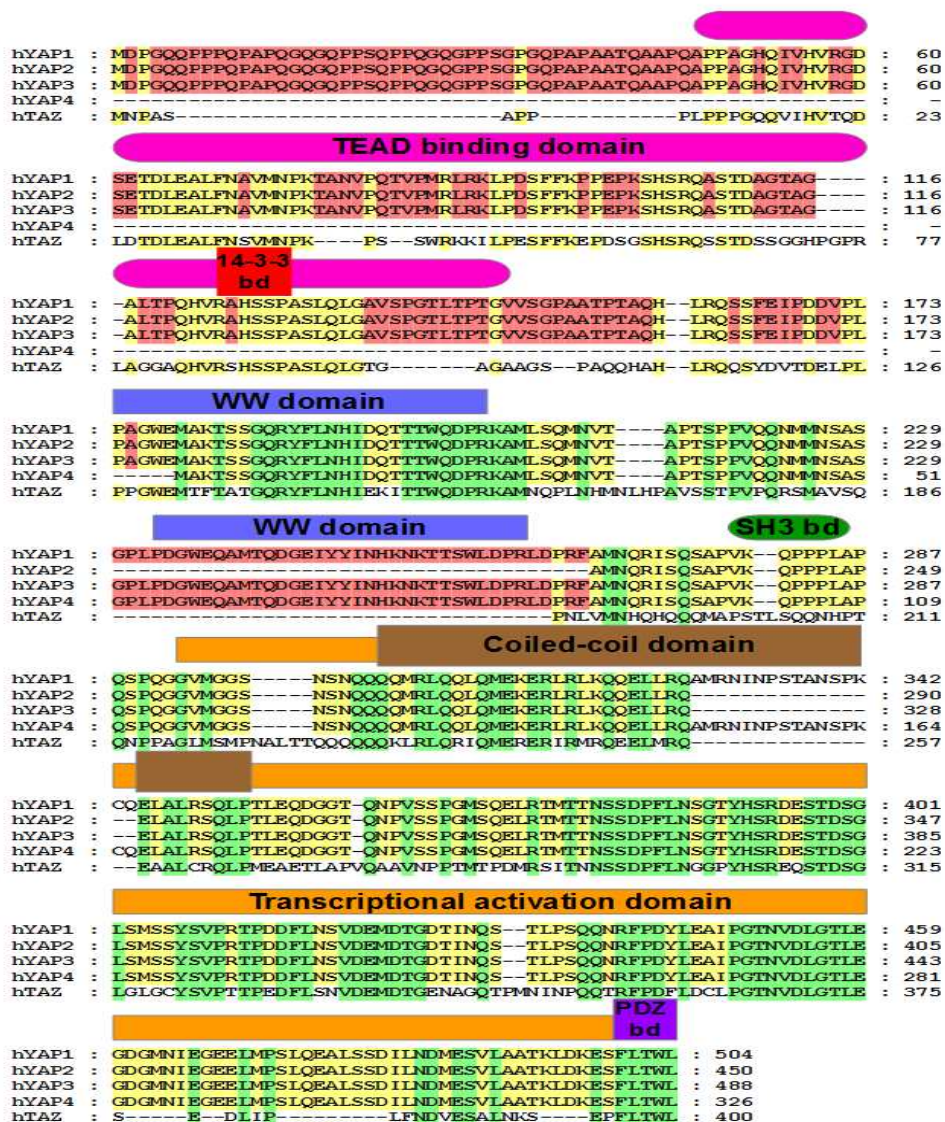 hYAP1 : MDPGQQPPPQPAPQGQGQPPSQPPQGQGPPSGPGQPAPAATQAAPQAPPAGHQIVHVRGD : 60
hYAP2 : MDPGQQPPPQPAPQGQGQPPSQPPQGQGPPSGPGQPAPAATQAAPQAPPAGHQIVHVRGD : 60
hYAP3 : MDPGQQPPPQPAPQGQGQPPSQPPQGQGPPSGPGQPAPAATQAAPQAPPAGHQIVHVRGD : 60
hYAP4 : ------------------------------------------------------------ : -
hTAZ : MNPAS--------------------------APP-----------PLPPPGQQVIHVTQD : 23
TEAD binding domain
hYAP1 : SETDLEALFNAVMNPKTANVPQTVPMRLRKLPDSFFKPPEPKSHSRQASTDAGTAG---- : 116
hYAP2 : SETDLEALFNAVMNPKTANVPQTVPMRLRKLPDSFFKPPEPKSHSRQASTDAGTAG---- : 116
hYAP3 : SETDLEALFNAVMNPKTANVPQTVPMRLRKLPDSFFKPPEPKSHSRQASTDAGTAG---- : 116
hYAP4 : ------------------------------------------------------------ : -
hTAZ : LDTDLEALFNSVMNPK----PS--SWRKKILPESFFKEPDSGSHSRQSSTDSSGGHPGPR : 77
14-3-3
bd
hYAP1 : -ALTPQHVRAHSSPASLQLGAVSPGTLTPTGVVSGPAATPTAQH--LRQSSFEIPDDVPL : 173
hYAP2 : -ALTPQHVRAHSSPASLQLGAVSPGTLTPTGVVSGPAATPTAQH--LRQSSFEIPDDVPL : 173
hYAP3 : -ALTPQHVRAHSSPASLQLGAVSPGTLTPTGVVSGPAATPTAQH--LRQSSFEIPDDVPL : 173
hYAP4 : ------------------------------------------------------------ : -
hTAZ : LAGGAQHVRSHSSPASLQLGTG-------AGAAGS--PAQQHAH--LRQQSYDVTDELPL : 126
WW domain
hYAP1 : PAGWEMAKTSSGQRYFLNHIDQTTTWQDPRKAMLSQMNVT----APTSPPVQQNMMNSAS : 229
hYAP2 : PAGWEMAKTSSGQRYFLNHIDQTTTWQDPRKAMLSQMNVT----APTSPPVQQNMMNSAS : 229
hYAP3 : PAGWEMAKTSSGQRYFLNHIDQTTTWQDPRKAMLSQMNVT----APTSPPVQQNMMNSAS : 229
hYAP4 : -----MAKTSSGQRYFLNHIDQTTTWQDPRKAMLSQMNVT----APTSPPVQQNMMNSAS : 51
hTAZ : PPGWEMTFTATGQRYFLNHIEKITTWQDPRKAMNQPLNHMNLHPAVSSTPVPQRSMAVSQ : 186
WW domain SH3 bd
hYAP1 : GPLPDGWEQAMTQDGEIYYINHKNKTTSWLDPRLDPRFAMNQRISQSAPVK--QPPPLAP : 287
hYAP2 : --------------------------------------AMNQRISQSAPVK--QPPPLAP : 249
hYAP3 : GPLPDGWEQAMTQDGEIYYINHKNKTTSWLDPRLDPRFAMNQRISQSAPVK--QPPPLAP : 287
hYAP4 : GPLPDGWEQAMTQDGEIYYINHKNKTTSWLDPRLDPRFAMNQRISQSAPVK--QPPPLAP : 109
hTAZ : -----------------------------------PNLVMNHQHQQQMAPSTLSQQNHPT : 211
Coiled-coil domain
hYAP1 : QSPQGGVMGGS-----NSNQQQQMRLQQLQMEKERLRLKQQELLRQAMRNINPSTANSPK : 342
hYAP2 : QSPQGGVMGGS-----NSNQQQQMRLQQLQMEKERLRLKQQELLRQ-------------- : 290
hYAP3 : QSPQGGVMGGS-----NSNQQQQMRLQQLQMEKERLRLKQQELLRQ-------------- : 328
hYAP4 : QSPQGGVMGGS-----NSNQQQQMRLQQLQMEKERLRLKQQELLRQAMRNINPSTANSPK : 164
hTAZ : QNPPAGLMSMPNALTTQQQQQQKLRLQRIQMERERIRMRQEELMRQ-------------- : 257
hYAP1 : CQELALRSQLPTLEQDGGT-QNPVSSPGMSQELRTMTTNSSDPFLNSGTYHSRDESTDSG : 401
hYAP2 : --ELALRSQLPTLEQDGGT-QNPVSSPGMSQELRTMTTNSSDPFLNSGTYHSRDESTDSG : 347
hYAP3 : --ELALRSQLPTLEQDGGT-QNPVSSPGMSQELRTMTTNSSDPFLNSGTYHSRDESTDSG : 385
hYAP4 : CQELALRSQLPTLEQDGGT-QNPVSSPGMSQELRTMTTNSSDPFLNSGTYHSRDESTDSG : 223
hTAZ : --EAALCRQLPMEAETLAPVQAAVNPPTMTPDMRSITNNSSDPFLNGGPYHSREQSTDSG : 315
Transcriptional activation domain
hYAP1 : LSMSSYSVPRTPDDFLNSVDEMDTGDTINQS--TLPSQQNRFPDYLEAIPGTNVDLGTLE : 459
hYAP2 : LSMSSYSVPRTPDDFLNSVDEMDTGDTINQS--TLPSQQNRFPDYLEAIPGTNVDLGTLE : 405
hYAP3 : LSMSSYSVPRTPDDFLNSVDEMDTGDTINQS--TLPSQQNRFPDYLEAIPGTNVDLGTLE : 443
hYAP4 : LSMSSYSVPRTPDDFLNSVDEMDTGDTINQS--TLPSQQNRFPDYLEAIPGTNVDLGTLE : 281
hTAZ : LGLGCYSVPTTPEDFLSNVDEMDTGENAGQTPMNINPQQTRFPDFLDCLPGTNVDLGTLE : 375
PDZ
bd
hYAP1 : GDGMNIEGEELMPSLQEALSSDILNDMESVLAATKLDKESFLTWL : 504
hYAP2 : GDGMNIEGEELMPSLQEALSSDILNDMESVLAATKLDKESFLTWL : 450
hYAP3 : GDGMNIEGEELMPSLQEALSSDILNDMESVLAATKLDKESFLTWL : 488
hYAP4 : GDGMNIEGEELMPSLQEALSSDILNDMESVLAATKLDKESFLTWL : 326
hTAZ : S-----E--DLIP---------LFNDVESALNKS----EPFLTWL : 400